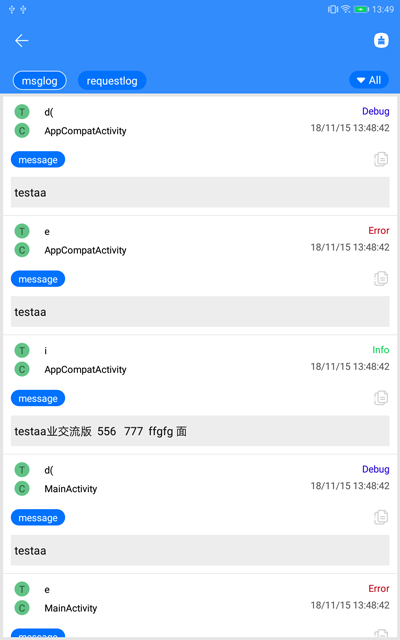 13:49
msglog requestlog All
T d( Debug
C AppCompatActivity 18/11/15 13:48:42
message
testaa
T e Error
C AppCompatActivity 18/11/15 13:48:42
message
testaa
T i Info
C AppCompatActivity 18/11/15 13:48:42
message
testaa业交流版 556 777 ffgfg 面
T d( Debug
C MainActivity 18/11/15 13:48:42
message
testaa
T e Error
C MainActivity 18/11/15 13:48:42
message